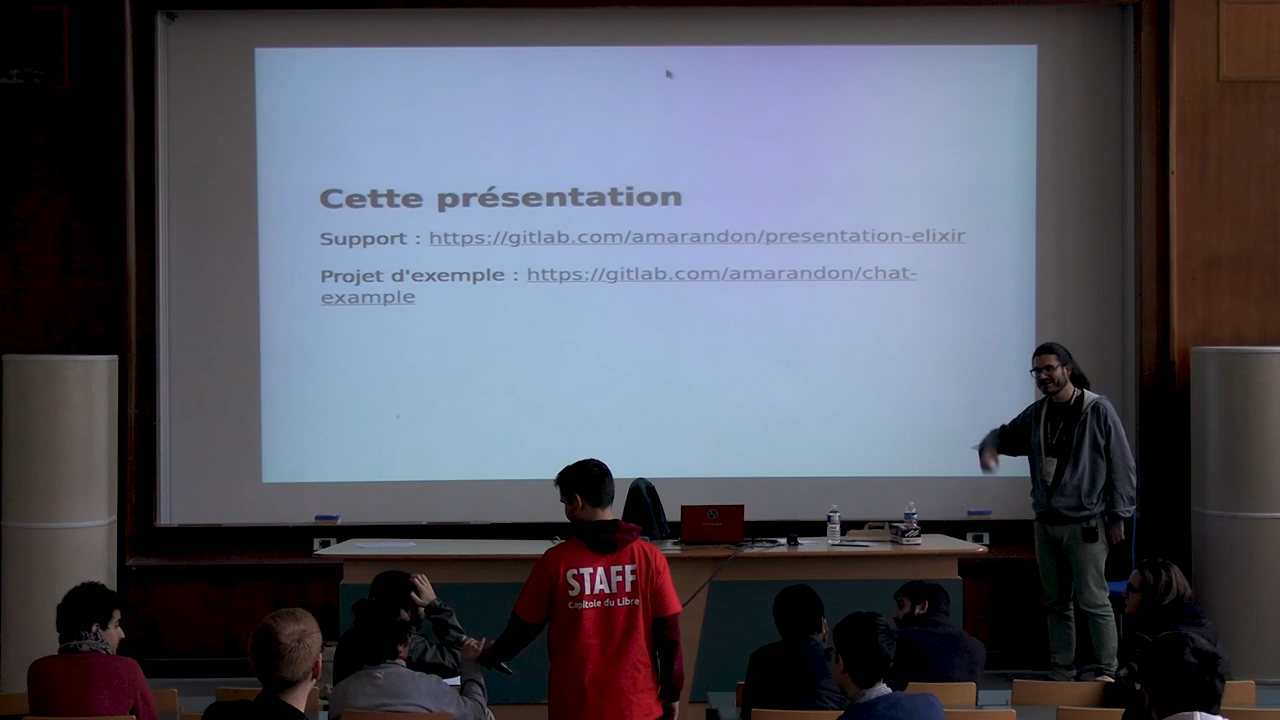 Cette présentation
Support : https://gitlab.com/amarandon/presentation-elixir
Projet d'exemple : https://gitlab.com/amarandon/chat-
example
STAFF
Capitole du Libre